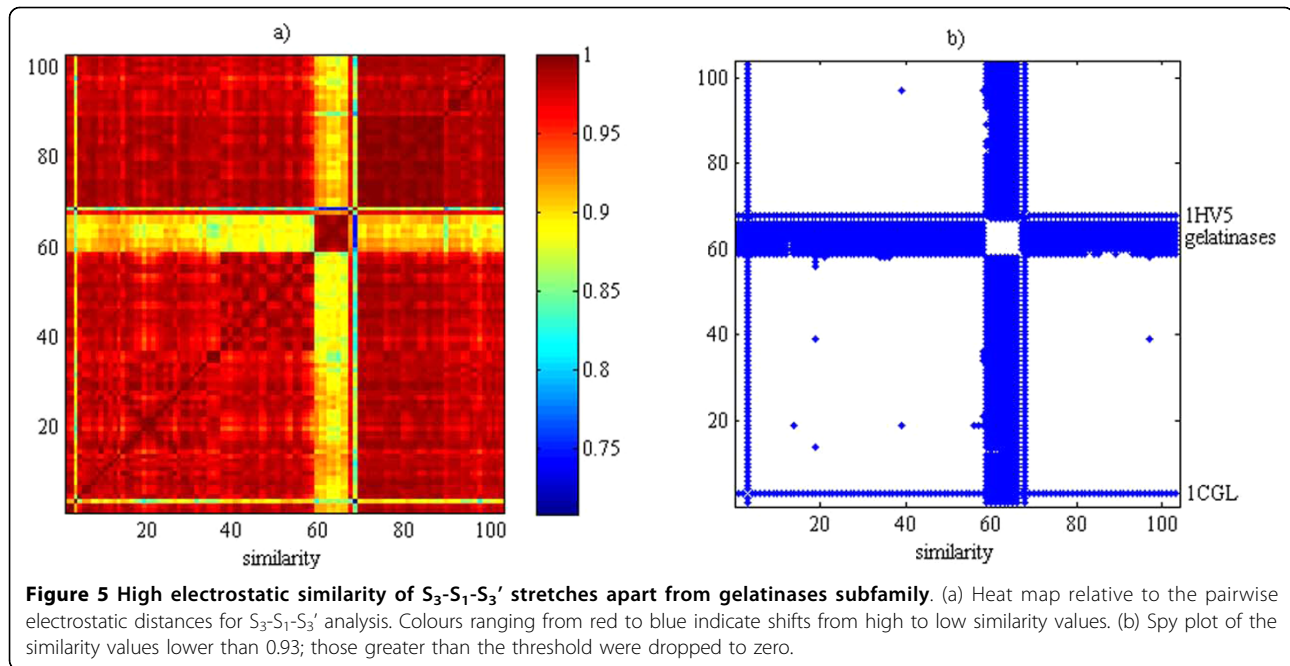 a)
100
80
60
40
20
20 40 60 80 100
similarity
1
0.95
0.9
0.85
0.8
0.75
b)
100
80
60
40
20
20 40 60 80 100
similarity
1HV5
gelatinases
1CGL
Figure 5 High electrostatic similarity of S3-S1-S3′ stretches apart from gelatinases subfamily. (a) Heat map relative to the pairwise
electrostatic distances for S3-S1-S3′ analysis. Colours ranging from red to blue indicate shifts from high to low similarity values. (b) Spy plot of the
similarity values lower than 0.93; those greater than the threshold were dropped to zero.